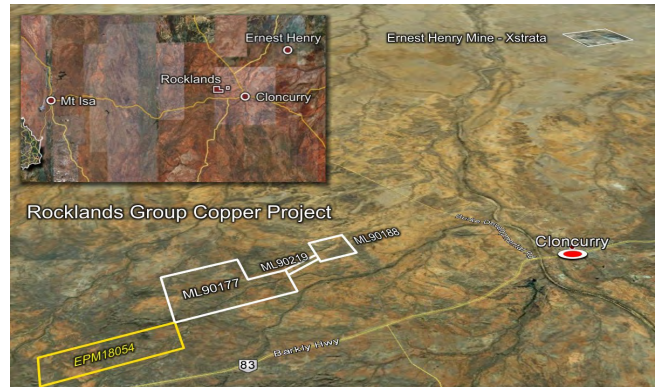 Ernest Henry
Rocklands
Mt Isa
Cloncurry
Ernest Henry Mine - Xstrata
Rocklands Group Copper Project
ML90188
ML90219
ML90177
EPM18054
Cloncurry
Barkly Hwy
83